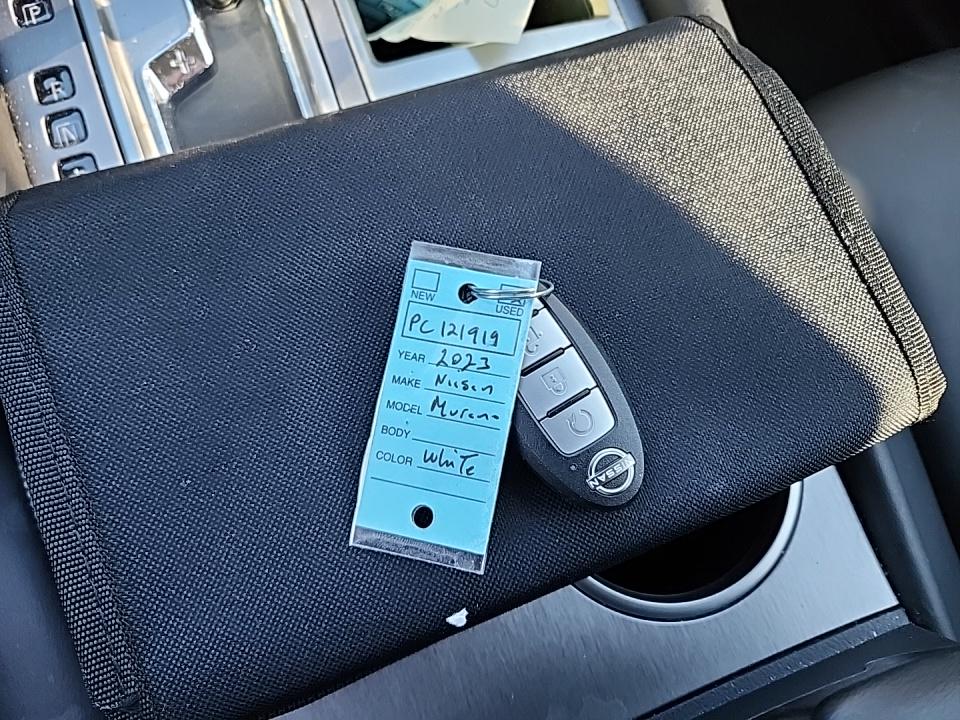 P
R
N
NEW
USED
PC121919
YEAR 2023
MAKE Nissan
MODEL Murano
BODY
COLOR White
NISSAN